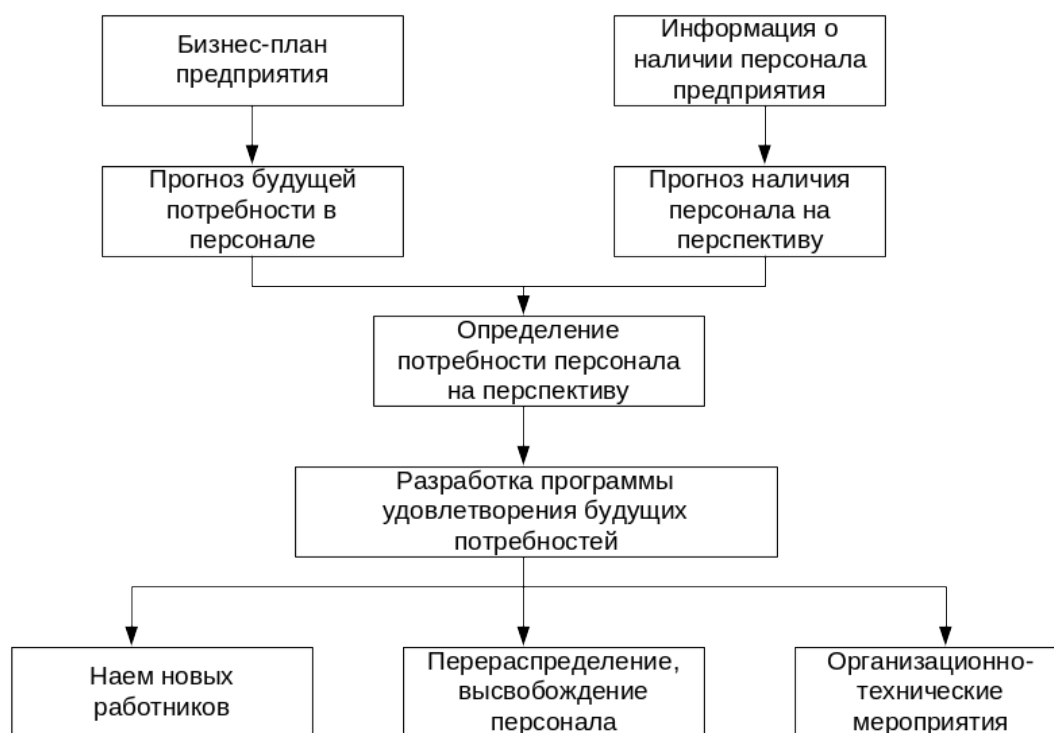 Бизнес-план
предприятия
Информация о
наличии персонала
предприятия
Прогноз будущей
потребности в
персонале
Прогноз наличия
персонала на
перспективу
Определение
потребности персонала
на перспективу
Разработка программы
удовлетворения будущих
потребностей
Наем новых
работников
Перераспределение,
высвобождение
персонала
Организационно-
технические
мероприятия